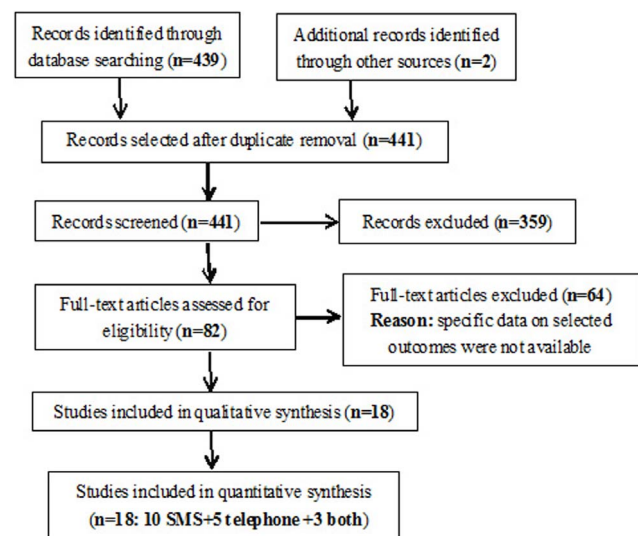 Records identified through
database searching (n=439)
Additional records identified
through other sources (n=2)
Records selected after duplicate removal (n=441)
Records screened (n=441)
Records excluded (n=359)
Full-text articles assessed for
eligibility (n=82)
Full-text articles excluded (n=64)
Reason: specific data on selected
outcomes were not available
Studies included in qualitative synthesis (n=18)
Studies included in quantitative synthesis
(n=18: 10 SMS+5 telephone +3 both)